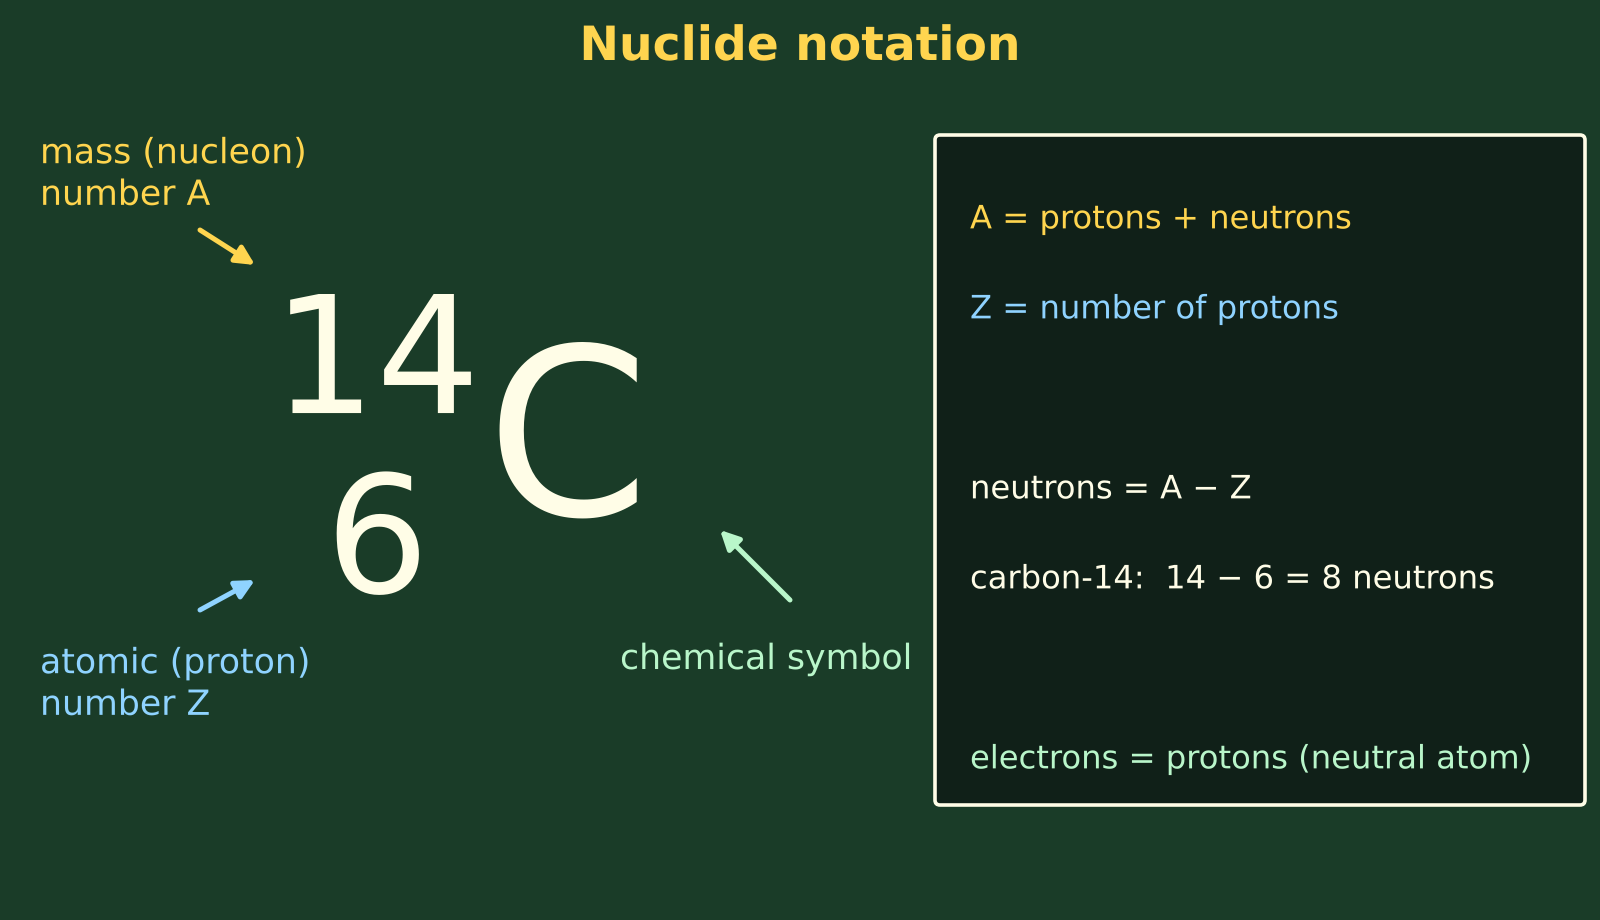 Nuclide notation
mass (nucleon)
number A
14
C
6
atomic (proton)
number Z
chemical symbol
A = protons + neutrons
Z = number of protons
neutrons = A − Z
carbon-14:  14 − 6 = 8 neutrons
electrons = protons (neutral atom)